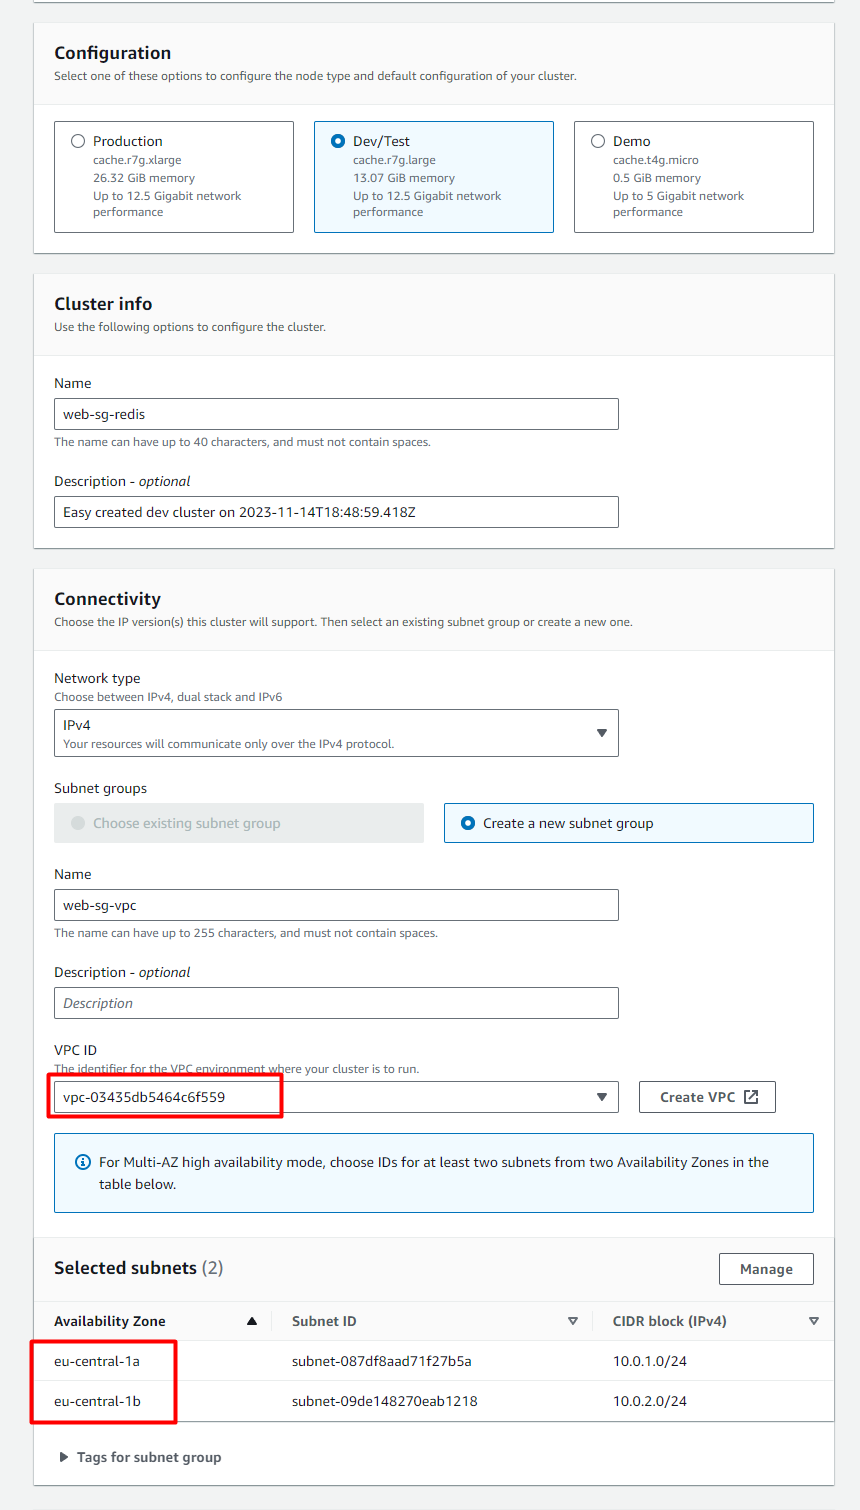 Configuration
Select one of these options to configure the node type and default configuration of your cluster.
Production
cache.r7g.xlarge
26.32 GiB memory
Up to 12.5 Gigabit network
performance
Dev/Test
cache.r7g.large
13.07 GiB memory
Up to 12.5 Gigabit network
performance
Demo
cache.t4g.micro
0.5 GiB memory
Up to 5 Gigabit network
performance
Cluster info
Use the following options to configure the cluster.
Name
web-sg-redis
The name can have up to 40 characters, and must not contain spaces.
Description - optional
Easy created dev cluster on 2023-11-14T18:48:59.418Z
Connectivity
Choose the IP version(s) this cluster will support. Then select an existing subnet group or create a new one.
Network type
Choose between IPv4, dual stack and IPv6
IPv4
Your resources will communicate only over the IPv4 protocol.
Subnet groups
Choose existing subnet group
Create a new subnet group
Name
web-sg-vpc
The name can have up to 255 characters, and must not contain spaces.
Description - optional
Description
VPC ID
The identifier for the VPC environment where your cluster is to run.
vpc-03435db5464c6f559
Create VPC
For Multi-AZ high availability mode, choose IDs for at least two subnets from two Availability Zones in the
table below.
Selected subnets (2)
Manage
Availability Zone Subnet ID CIDR block (IPv4)
eu-central-1a subnet-087df8aad71f27b5a 10.0.1.0/24
eu-central-1b subnet-09de148270eab1218 10.0.2.0/24
Tags for subnet group